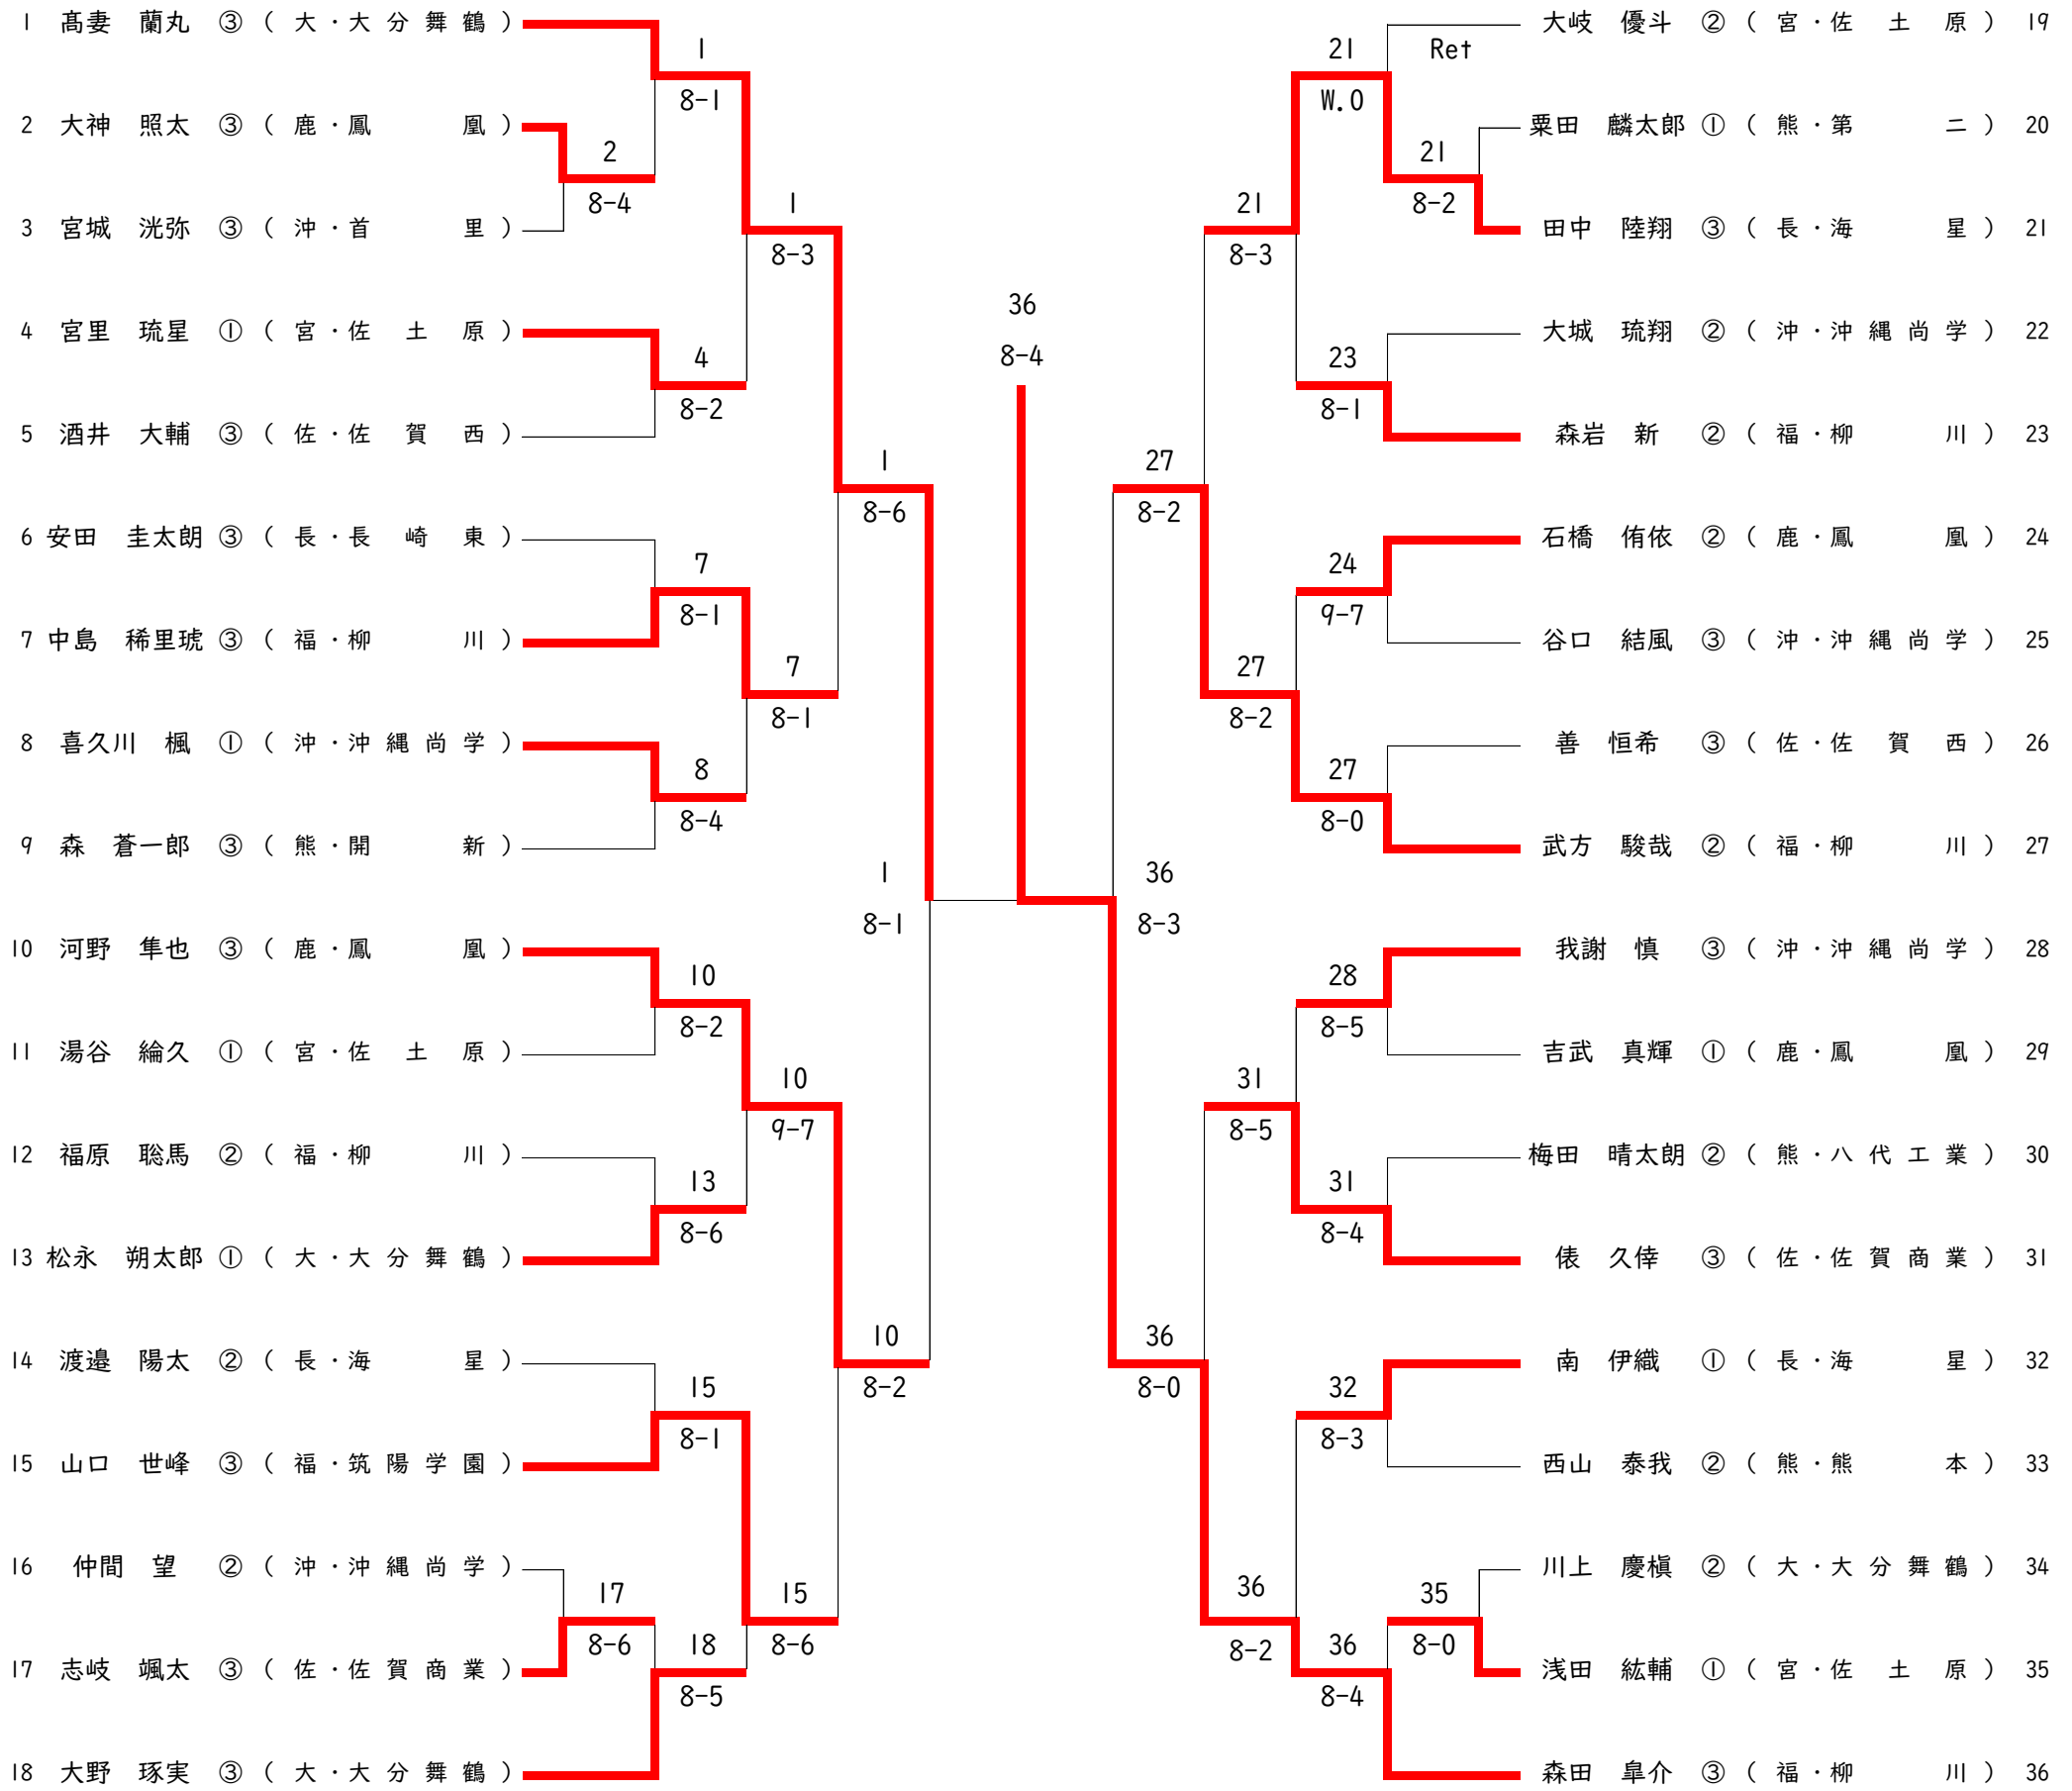 1 髙妻 蘭丸 ③ ( 大・大分舞鶴 )
2 大神 照太 ③ ( 鹿・鳳凰 )
3 宮城 洸弥 ③ ( 沖・首里 )
4 宮里 琉星 ① ( 宮・佐土原 )
5 酒井 大輔 ③ ( 佐・佐賀西 )
6 安田 圭太朗 ③ ( 長・長崎東 )
7 中島 稀里琥 ③ ( 福・柳川 )
8 喜久川 楓 ① ( 沖・沖縄尚学 )
9 森 蒼一郎 ③ ( 熊・開新 )
10 河野 隼也 ③ ( 鹿・鳳凰 )
11 湯谷 綸久 ① ( 宮・佐土原 )
12 福原 聡馬 ② ( 福・柳川 )
13 松永 朔太郎 ① ( 大・大分舞鶴 )
14 渡邉 陽太 ② ( 長・海星 )
15 山口 世峰 ③ ( 福・筑陽学園 )
16 仲間 望 ② ( 沖・沖縄尚学 )
17 志岐 颯太 ③ ( 佐・佐賀商業 )
18 大野 琢実 ③ ( 大・大分舞鶴 )
2
8-4
17
8-6
1
8-1
4
8-2
7
8-1
8
8-4
10
8-2
13
8-6
15
8-1
18
8-5
1
8-3
7
8-1
10
9-7
15
8-6
1
8-6
10
8-2
1
8-1
36
8-4
36
8-3
27
8-2
36
8-0
21
8-3
27
8-2
31
8-5
36
8-2
21
W.O
23
8-1
24
9-7
27
8-0
28
8-5
31
8-4
32
8-3
36
8-4
Ret
21
8-2
35
8-0
大岐 優斗 ② ( 宮・佐土原 ) 19
粟田 麟太郎 ① ( 熊・第二 ) 20
田中 陸翔 ③ ( 長・海星 ) 21
大城 琉翔 ② ( 沖・沖縄尚学 ) 22
森岩 新 ② ( 福・柳川 ) 23
石橋 侑依 ② ( 鹿・鳳凰 ) 24
谷口 結風 ③ ( 沖・沖縄尚学 ) 25
善 恒希 ③ ( 佐・佐賀西 ) 26
武方 駿哉 ② ( 福・柳川 ) 27
我謝 慎 ③ ( 沖・沖縄尚学 ) 28
吉武 真輝 ① ( 鹿・鳳凰 ) 29
梅田 晴太朗 ② ( 熊・八代工業 ) 30
俵 久倖 ③ ( 佐・佐賀商業 ) 31
南 伊織 ① ( 長・海星 ) 32
西山 泰我 ② ( 熊・熊本 ) 33
川上 慶槇 ② ( 大・大分舞鶴 ) 34
浅田 紘輔 ① ( 宮・佐土原 ) 35
森田 皐介 ③ ( 福・柳川 ) 36